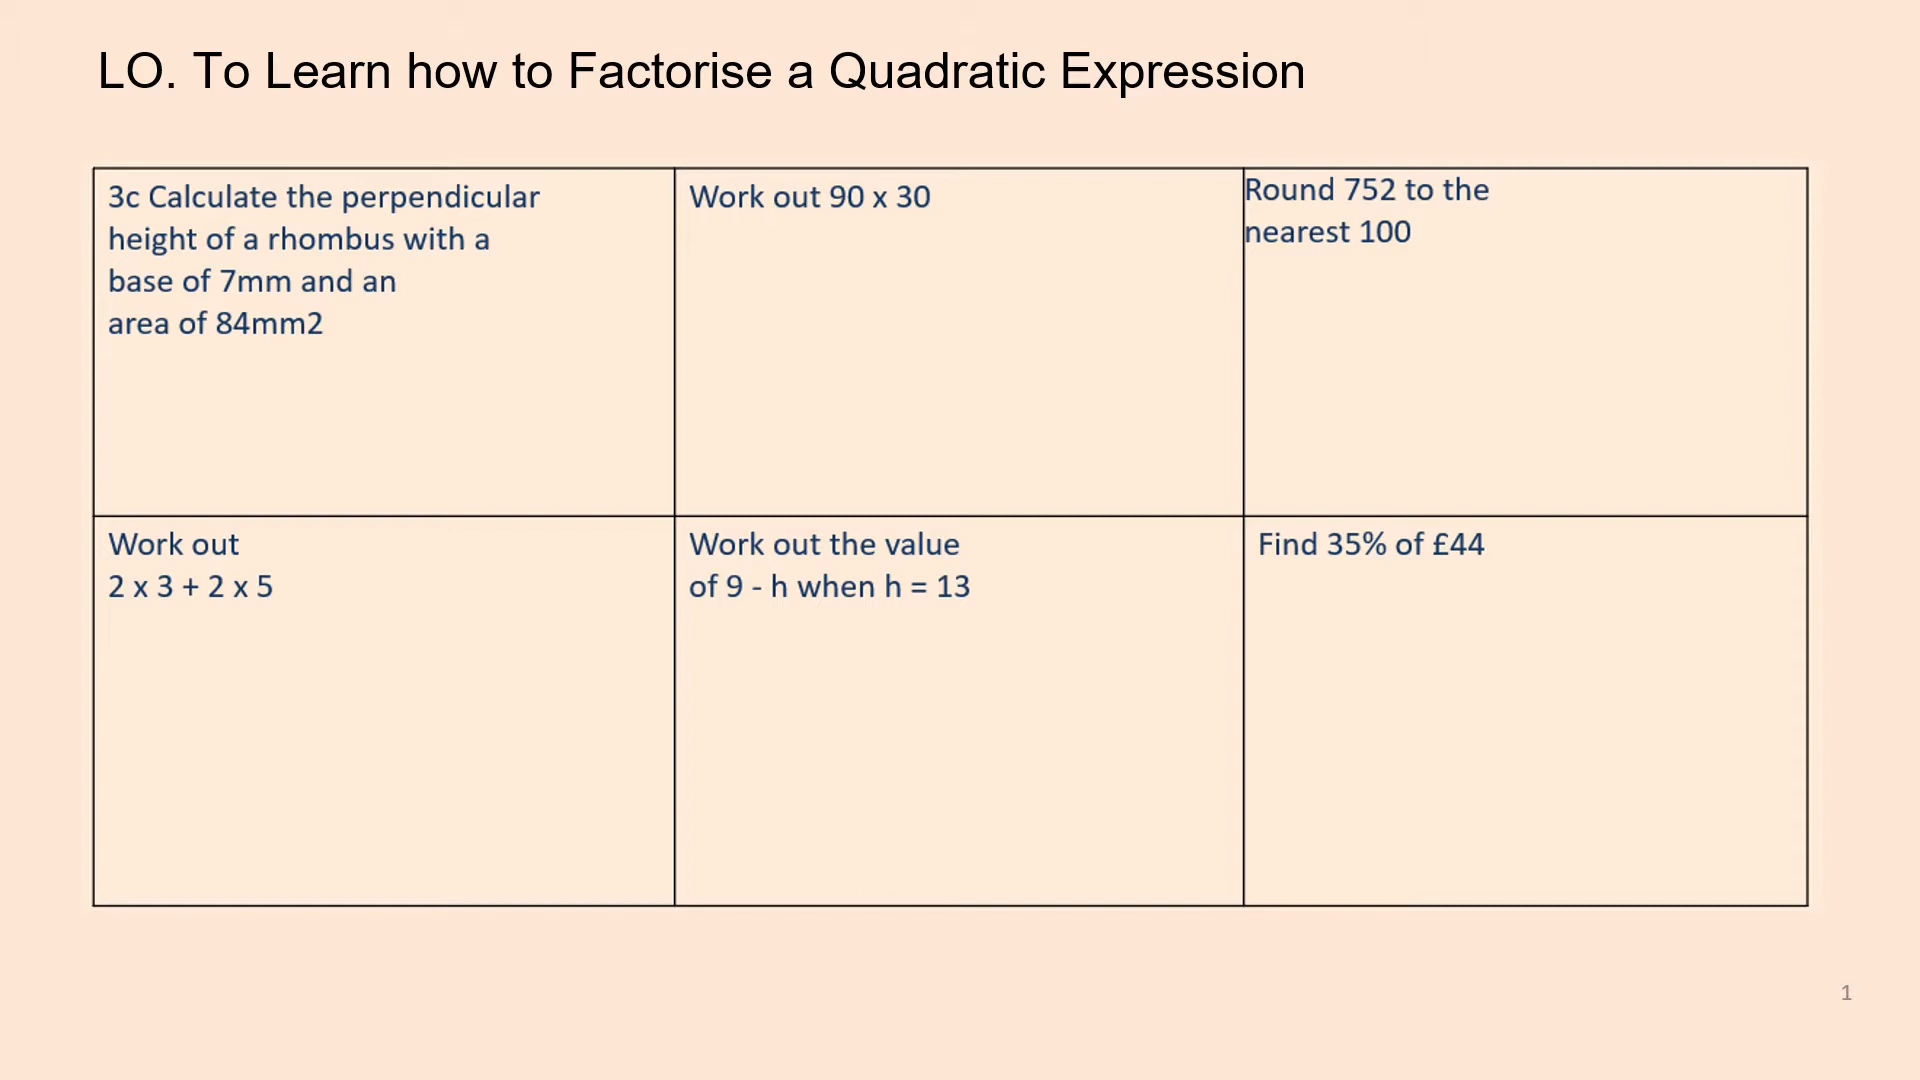 LO. To Learn how to Factorise a Quadratic Expression
3c Calculate the perpendicular
height of a rhombus with a
base of 7mm and an
area of 84mm2
Work out 90 x 30
Round 752 to the
nearest 100
Work out
2 x 3 + 2 x 5
Work out the value
of 9 - h when h = 13
Find 35% of £44
1